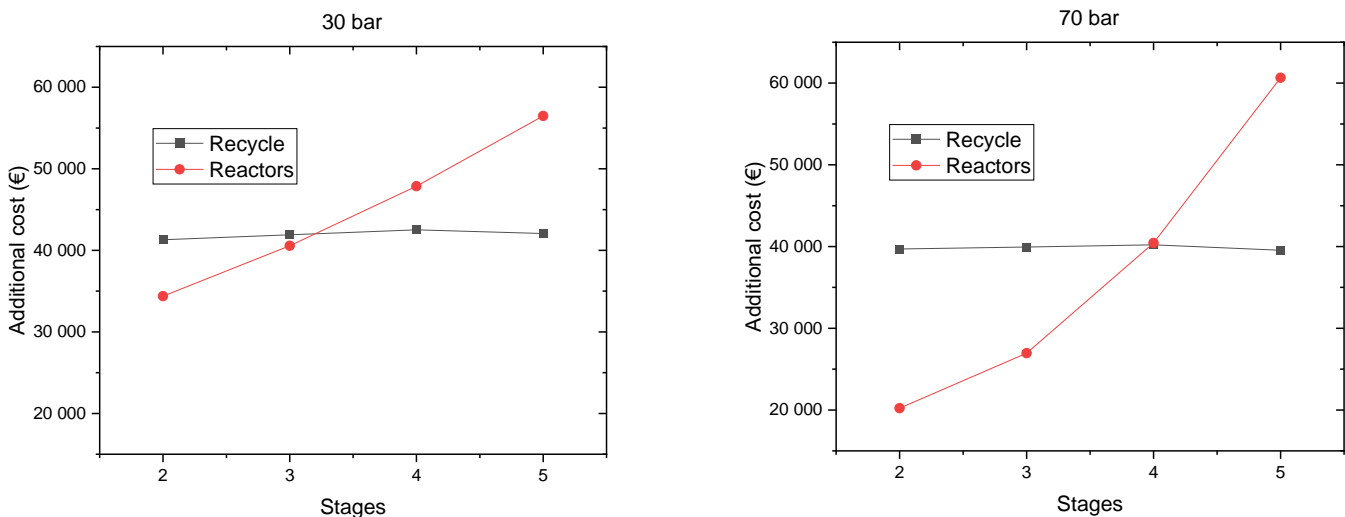 30 bar
60 000
50 000
40 000
30 000
20 000
Additional cost (€)
Recycle
Reactors
2 3 4 5
Stages
70 bar
60 000
50 000
40 000
30 000
20 000
Additional cost (€)
Recycle
Reactors
2 3 4 5
Stages